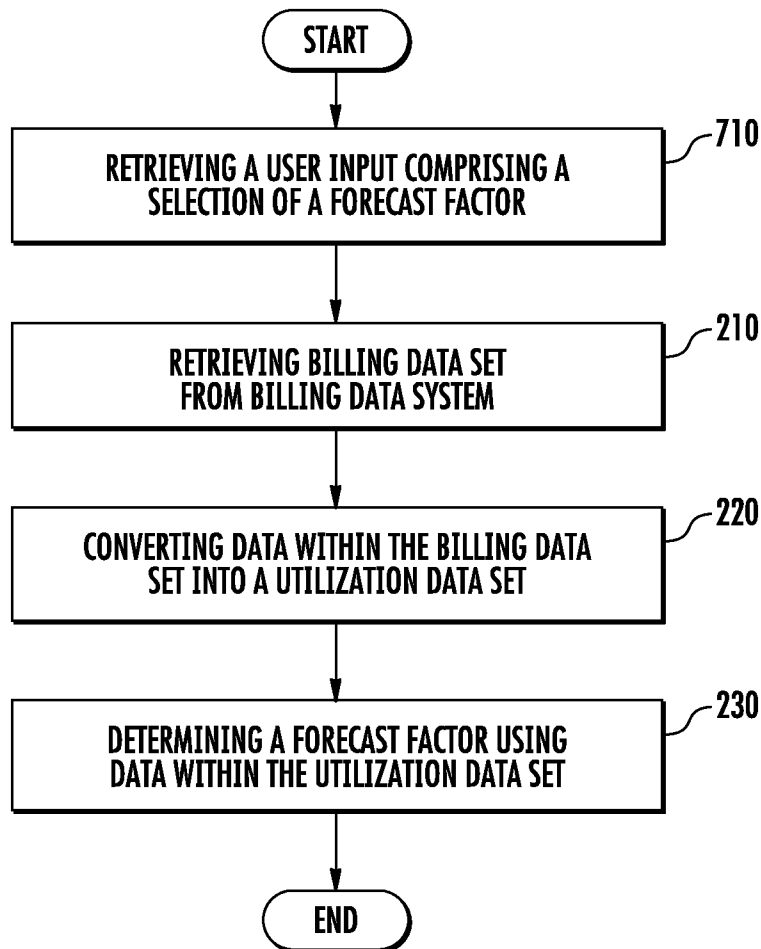 START
710
RETRIEVING A USER INPUT COMPRISING A
SELECTION OF A FORECAST FACTOR
210
RETRIEVING BILLING DATA SET
FROM BILLING DATA SYSTEM
220
CONVERTING DATA WITHIN THE BILLING DATA
SET INTO A UTILIZATION DATA SET
230
DETERMINING A FORECAST FACTOR USING
DATA WITHIN THE UTILIZATION DATA SET
END